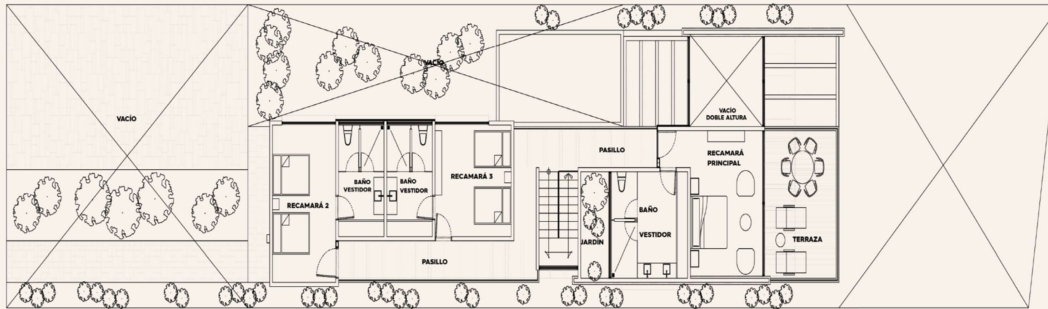 VACÍO
VACÍO
VACÍO
DOBLE ALTURA
PASILLO
RECAMARÁ
PRINCIPAL
BAÑO
VESTIDOR
BAÑO
VESTIDOR
RECAMARÁ 3
RECAMARÁ 2
BAÑO
VESTIDOR
JARDÍN
TERRAZA
PASILLO